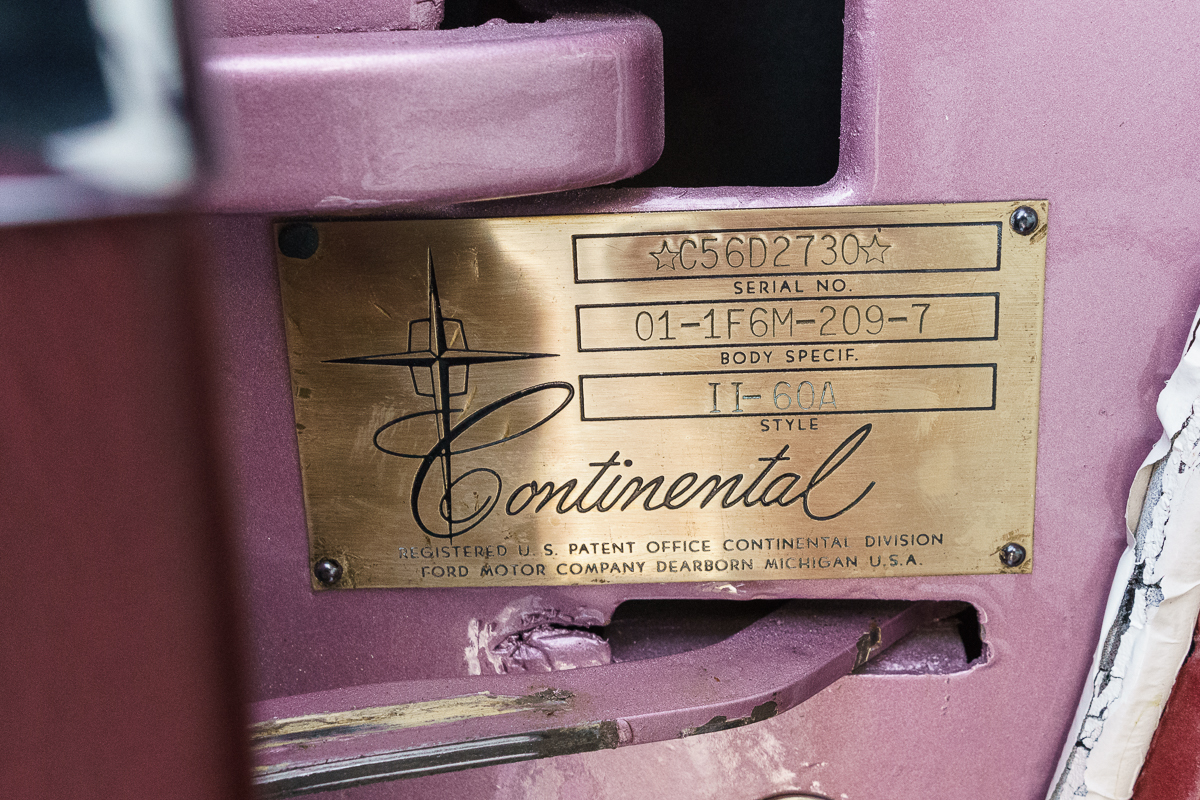 ☆C56D2730☆
SERIAL NO.
01-1F6M-209-7
BODY SPECIF.
II-60A
STYLE
Continental
REGISTERED U. S. PATENT OFFICE CONTINENTAL DIVISION
FORD MOTOR COMPANY DEARBORN MICHIGAN U.S.A.